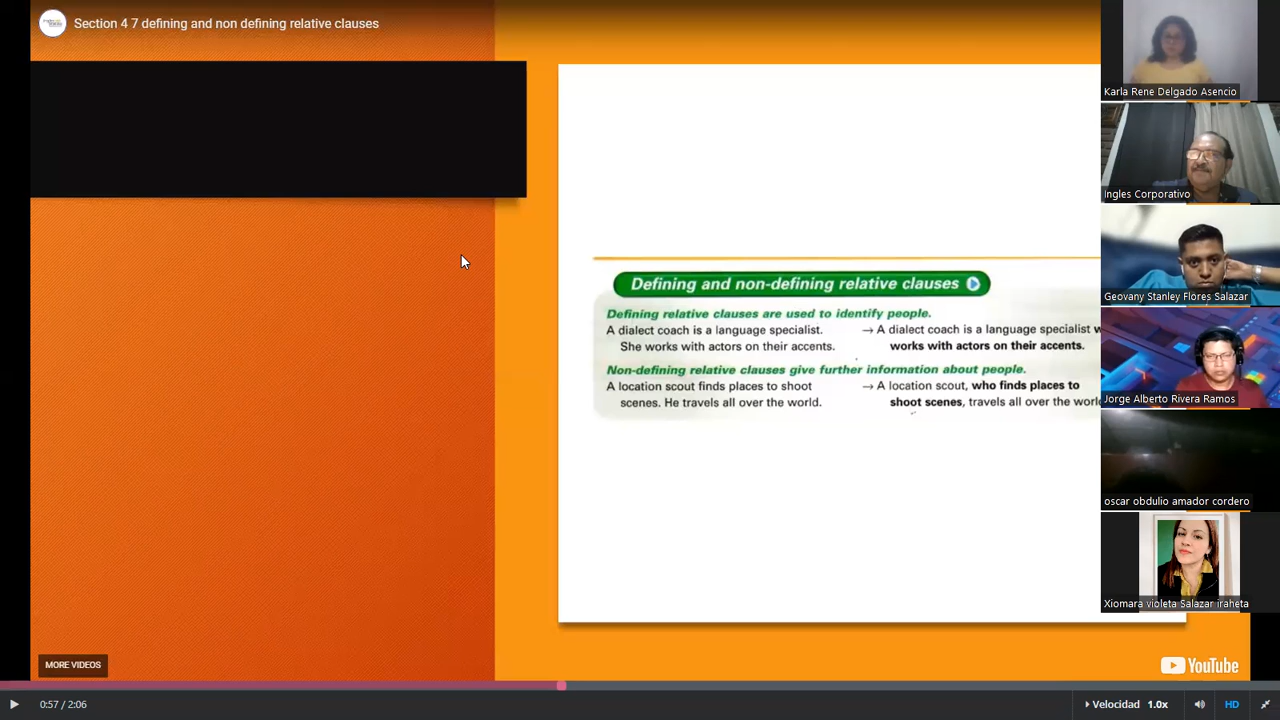 Section 4 7 defining and non defining relative clauses
Karla Rene Delgado Asencio
Ingles Corporativo
Geovany Stanley Flores Salazar
Jorge Alberto Rivera Ramos
oscar obdulio amador cordero
Xiomara violeta Salazar iraheta
Defining and non-defining relative clauses
Defining relative clauses are used to identify people.
A dialect coach is a language specialist. → A dialect coach is a language specialist w
She works with actors on their accents. works with actors on their accents.
Non-defining relative clauses give further information about people.
A location scout finds places to shoot → A location scout, who finds places to
scenes. He travels all over the world. shoot scenes, travels all over the world
MORE VIDEOS
YouTube
0:57 / 2:06
Velocidad 1.0x
HD